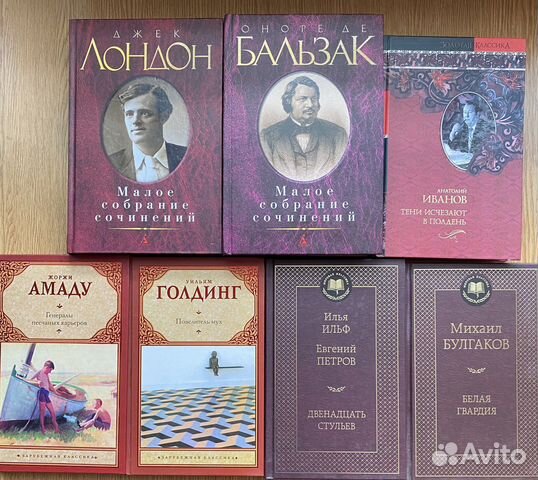 ДЖЕК
ЛОНДОН
Малое
собрание
сочинений
ОНОРЕ ДЕ
БАЛЬЗАК
Малое
собрание
сочинений
ЗОЛОТАЯ КЛАССИКА
АНАТОЛИЙ
ИВАНОВ
ТЕНИ ИСЧЕЗАЮТ
В ПОЛДЕНЬ
ЖОРЖИ
АМАДУ
Генералы
песчаных карьеров
ЗАРУБЕЖНАЯ КЛАССИКА
УИЛЬЯМ
ГОЛДИНГ
Повелитель мух
ЗАРУБЕЖНАЯ КЛАССИКА
Илья
ИЛЬФ
Евгений
ПЕТРОВ
ДВЕНАДЦАТЬ
СТУЛЬЕВ
Михаил
БУЛГАКОВ
БЕЛАЯ
ГВАРДИЯ
Avito